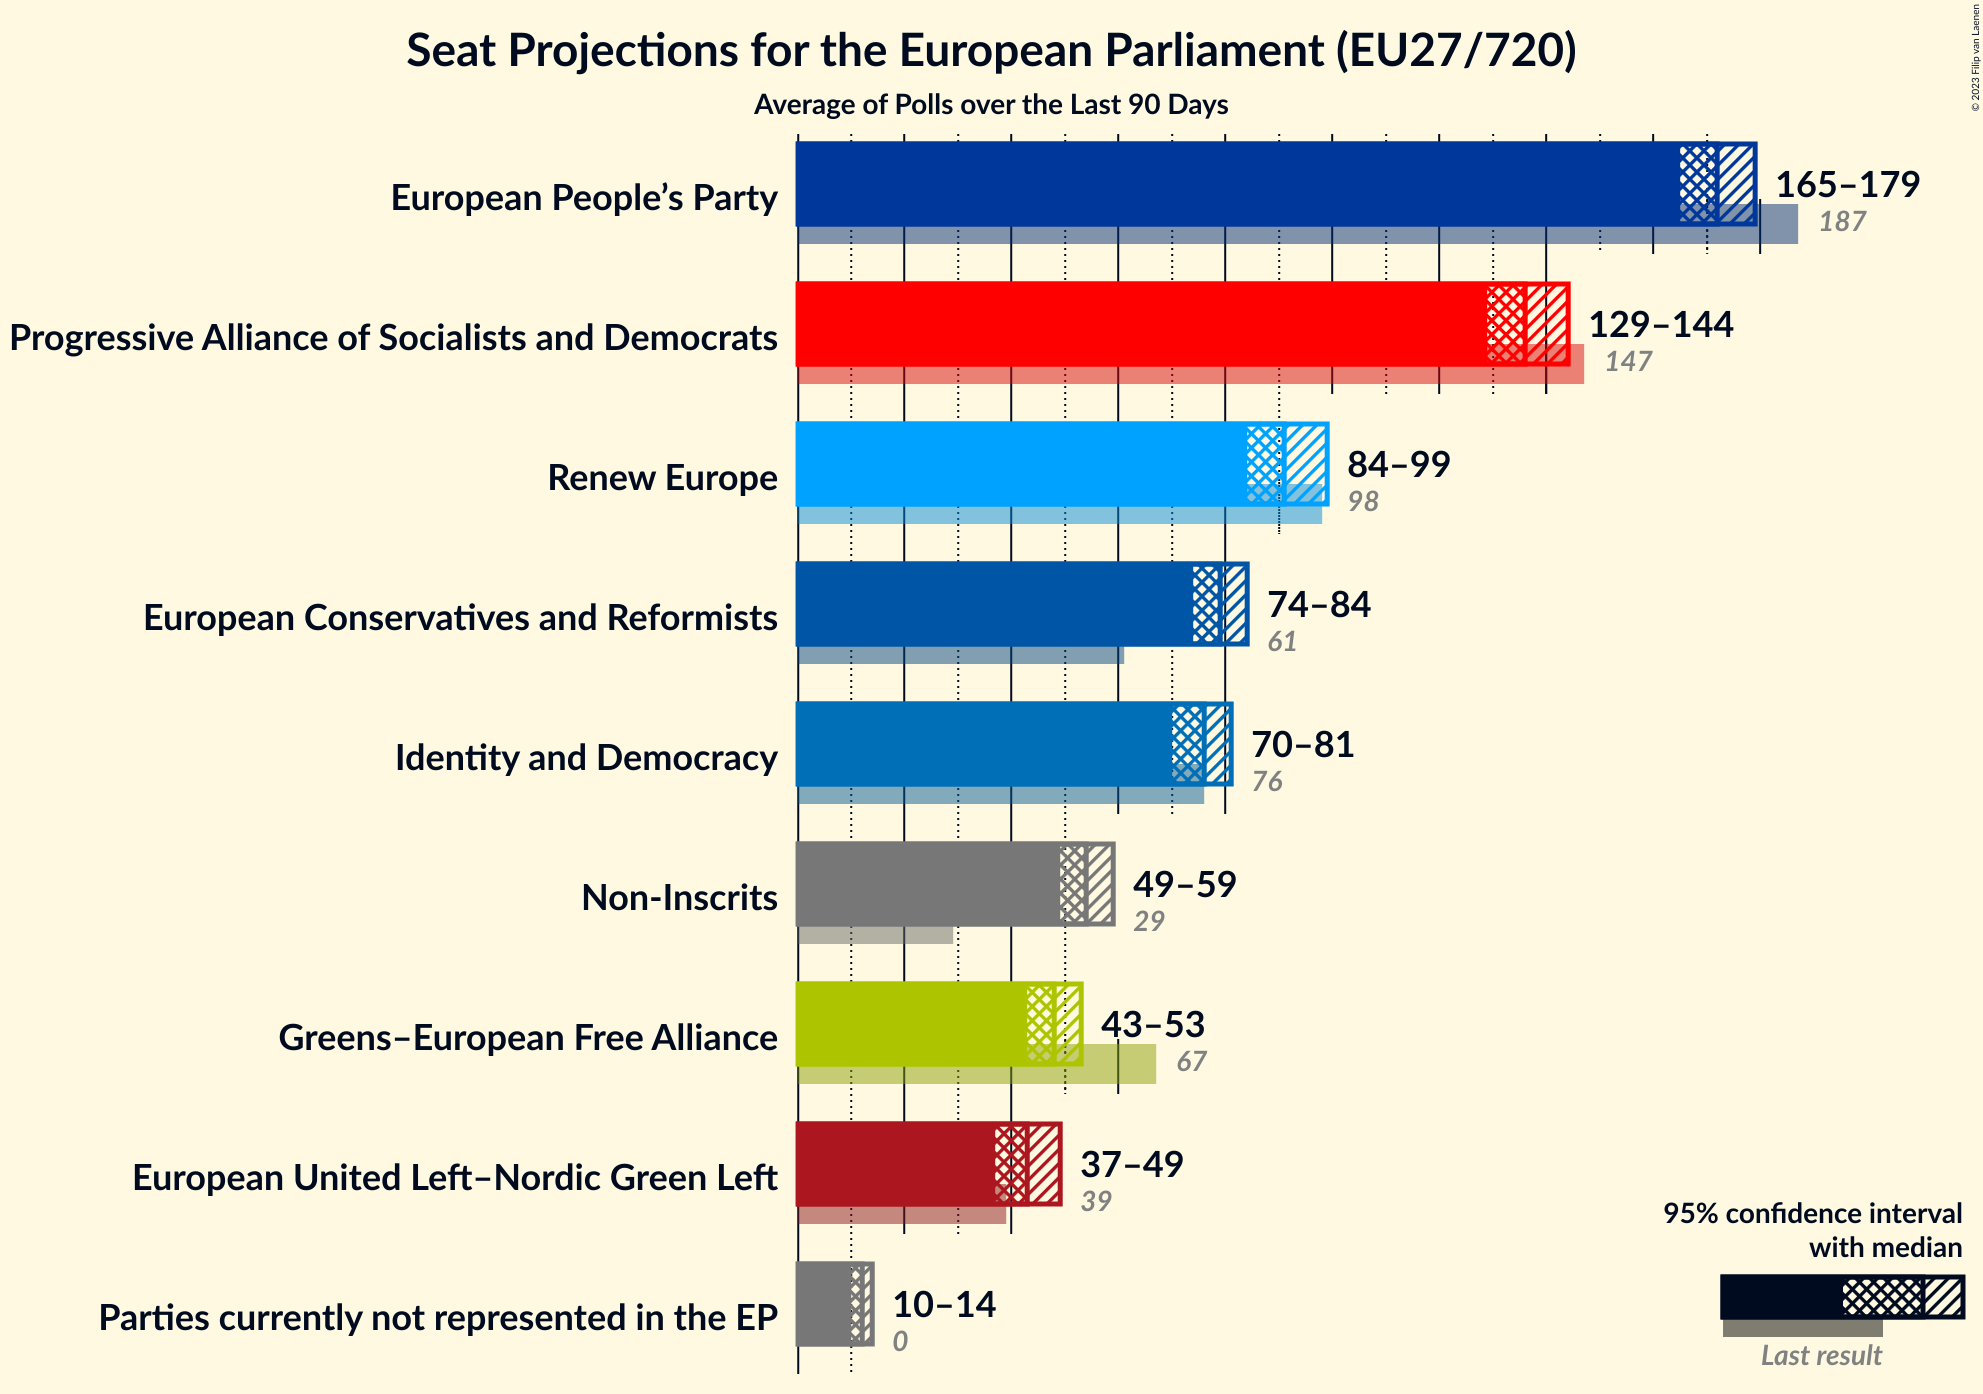 Seat Projections for the European Parliament (EU27/720)
Average of Polls over the Last 90 Days
© 2023 Filip van Laenen
European People’s Party
165–179
187
Progressive Alliance of Socialists and Democrats
129–144
147
Renew Europe
84–99
98
European Conservatives and Reformists
74–84
61
Identity and Democracy
70–81
76
Non-Inscrits
49–59
29
Greens–European Free Alliance
43–53
67
European United Left–Nordic Green Left
37–49
39
Parties currently not represented in the EP
10–14
0
95% confidence interval
with median
Last result